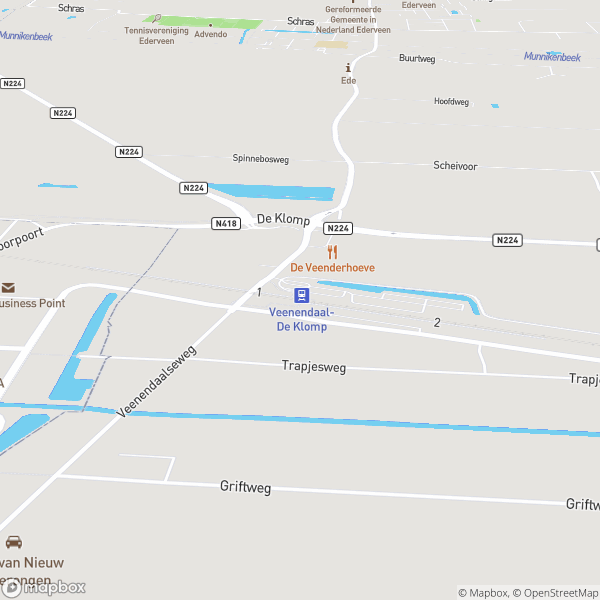 Schras
Schras
Gereformeerde
Gemeente in
Nederland Ederveen
Ederveen
Munnikenbeek
Tennisvereniging
Ederveen
Advendo
Buurtweg
Munnikenbeek
Ede
N224
Hoofdweg
N224
N224
Spinnebosweg
Scheivoor
N224
N418
De Klomp
N224
N224
oorpoort
De Veenderhoeve
usiness Point
1
Veenendaal-
De Klomp
2
Veenendaalseweg
Trapjesweg
Trapje
A
Griftweg
Griftw
van Nieuw
mapbox
© Mapbox, © OpenStreetMap